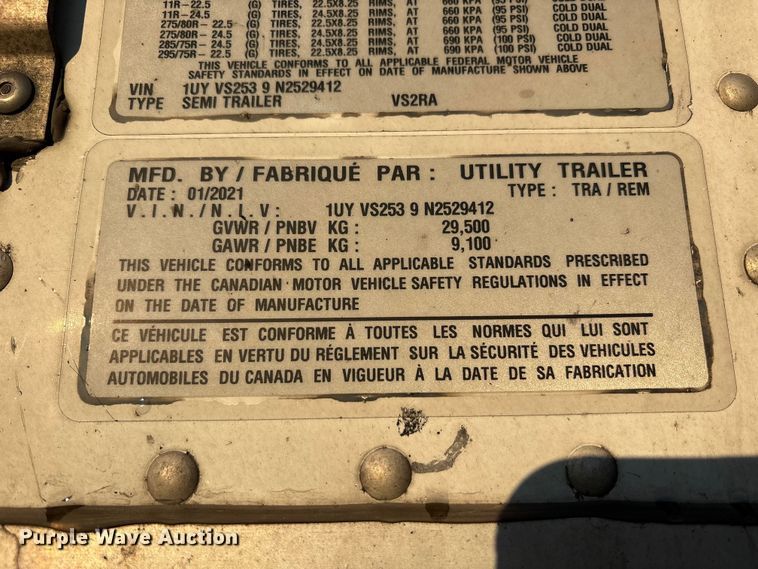 11R-22.5 (G) TIRES, 22.5X8.25 RIMS, AT 660 KPA (95 PSI) COLD DUAL
11R-24.5 (G) TIRES, 24.5X8.25 RIMS, AT 660 KPA (95 PSI) COLD DUAL
275/80R-22.5 (G) TIRES, 22.5X8.25 RIMS, AT 660 KPA (95 PSI) COLD DUAL
275/80R-24.5 (G) TIRES, 24.5X8.25 RIMS, AT 660 KPA (95 PSI) COLD DUAL
285/75R-24.5 (G) TIRES, 24.5X8.25 RIMS, AT 690 KPA (100 PSI) COLD DUAL
295/75R-22.5 (G) TIRES, 22.5X8.25 RIMS, AT 690 KPA (100 PSI) COLD DUAL
THIS VEHICLE CONFORMS TO ALL APPLICABLE FEDERAL MOTOR VEHICLE
SAFETY STANDARDS IN EFFECT ON DATE OF MANUFACTURE SHOWN ABOVE
VIN 1UY VS253 9 N2529412
TYPE SEMI TRAILER VS2RA
MFD. BY / FABRIQUÉ PAR : UTILITY TRAILER
DATE : 01/2021 TYPE : TRA / REM
V.I.N./N.I.V : 1UY VS253 9 N2529412
GVWR / PNBV KG : 29,500
GAWR / PNBE KG : 9,100
THIS VEHICLE CONFORMS TO ALL APPLICABLE STANDARDS PRESCRIBED
UNDER THE CANADIAN MOTOR VEHICLE SAFETY REGULATIONS IN EFFECT
ON THE DATE OF MANUFACTURE
CE VÉHICULE EST CONFORME À TOUTES LES NORMES QUI LUI SONT
APPLICABLES EN VERTU DU RÉGLEMENT SUR LA SÉCURITÉ DES VEHICULES
AUTOMOBILES DU CANADA EN VIGUEUR À LA DATE DE SA FABRICATION
Purple Wave Auction